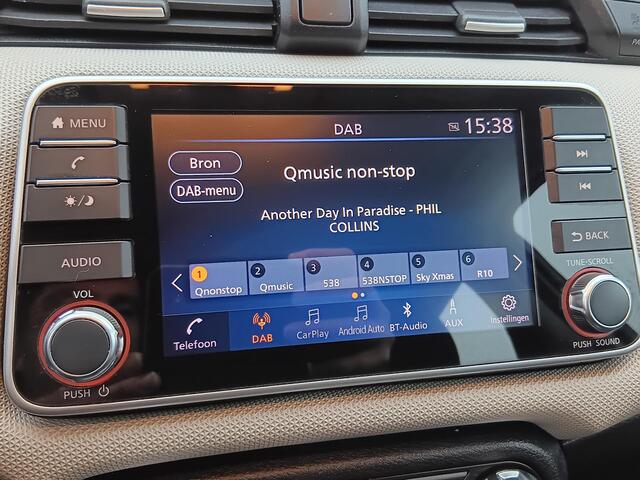 MENU
DAB
15:38
Bron
DAB-menu
Qmusic non-stop
Another Day In Paradise - PHIL
COLLINS
1 Qnonstop
2 Qmusic
3 538
4 538NSTOP
5 Sky Xmas
6 R10
Telefoon
DAB
CarPlay
Android Auto
BT-Audio
AUX
Instellingen
AUDIO
VOL
PUSH
BACK
TUNE·SCROLL
PUSH SOUND